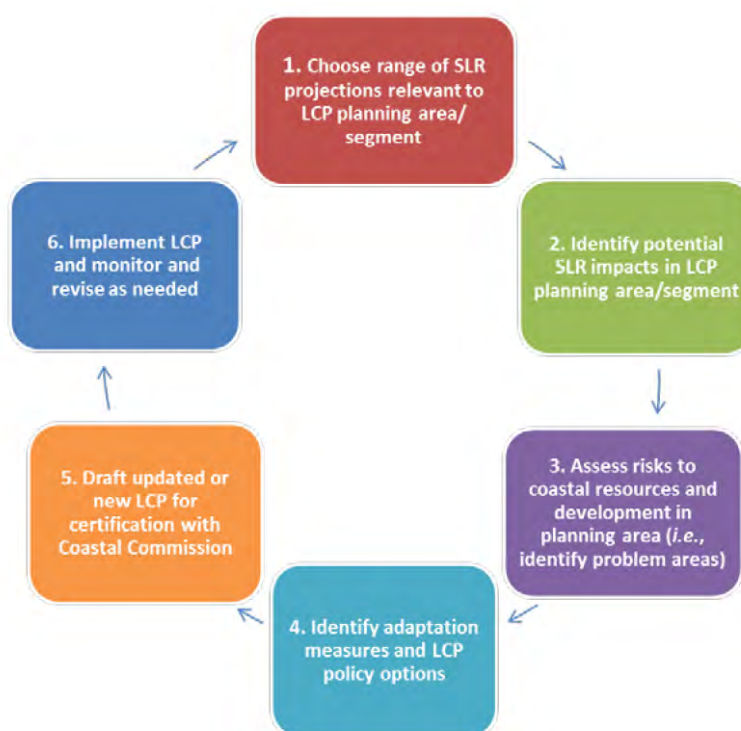 1. Choose range of SLR
projections relevant to
LCP planning area/
segment
2. Identify potential
SLR impacts in LCP
planning area/segment
3. Assess risks to
coastal resources and
development in
planning area (i.e.,
identify problem areas)
4. Identify adaptation
measures and LCP
policy options
5. Draft updated or
new LCP for
certification with
Coastal Commission
6. Implement LCP
and monitor and
revise as needed